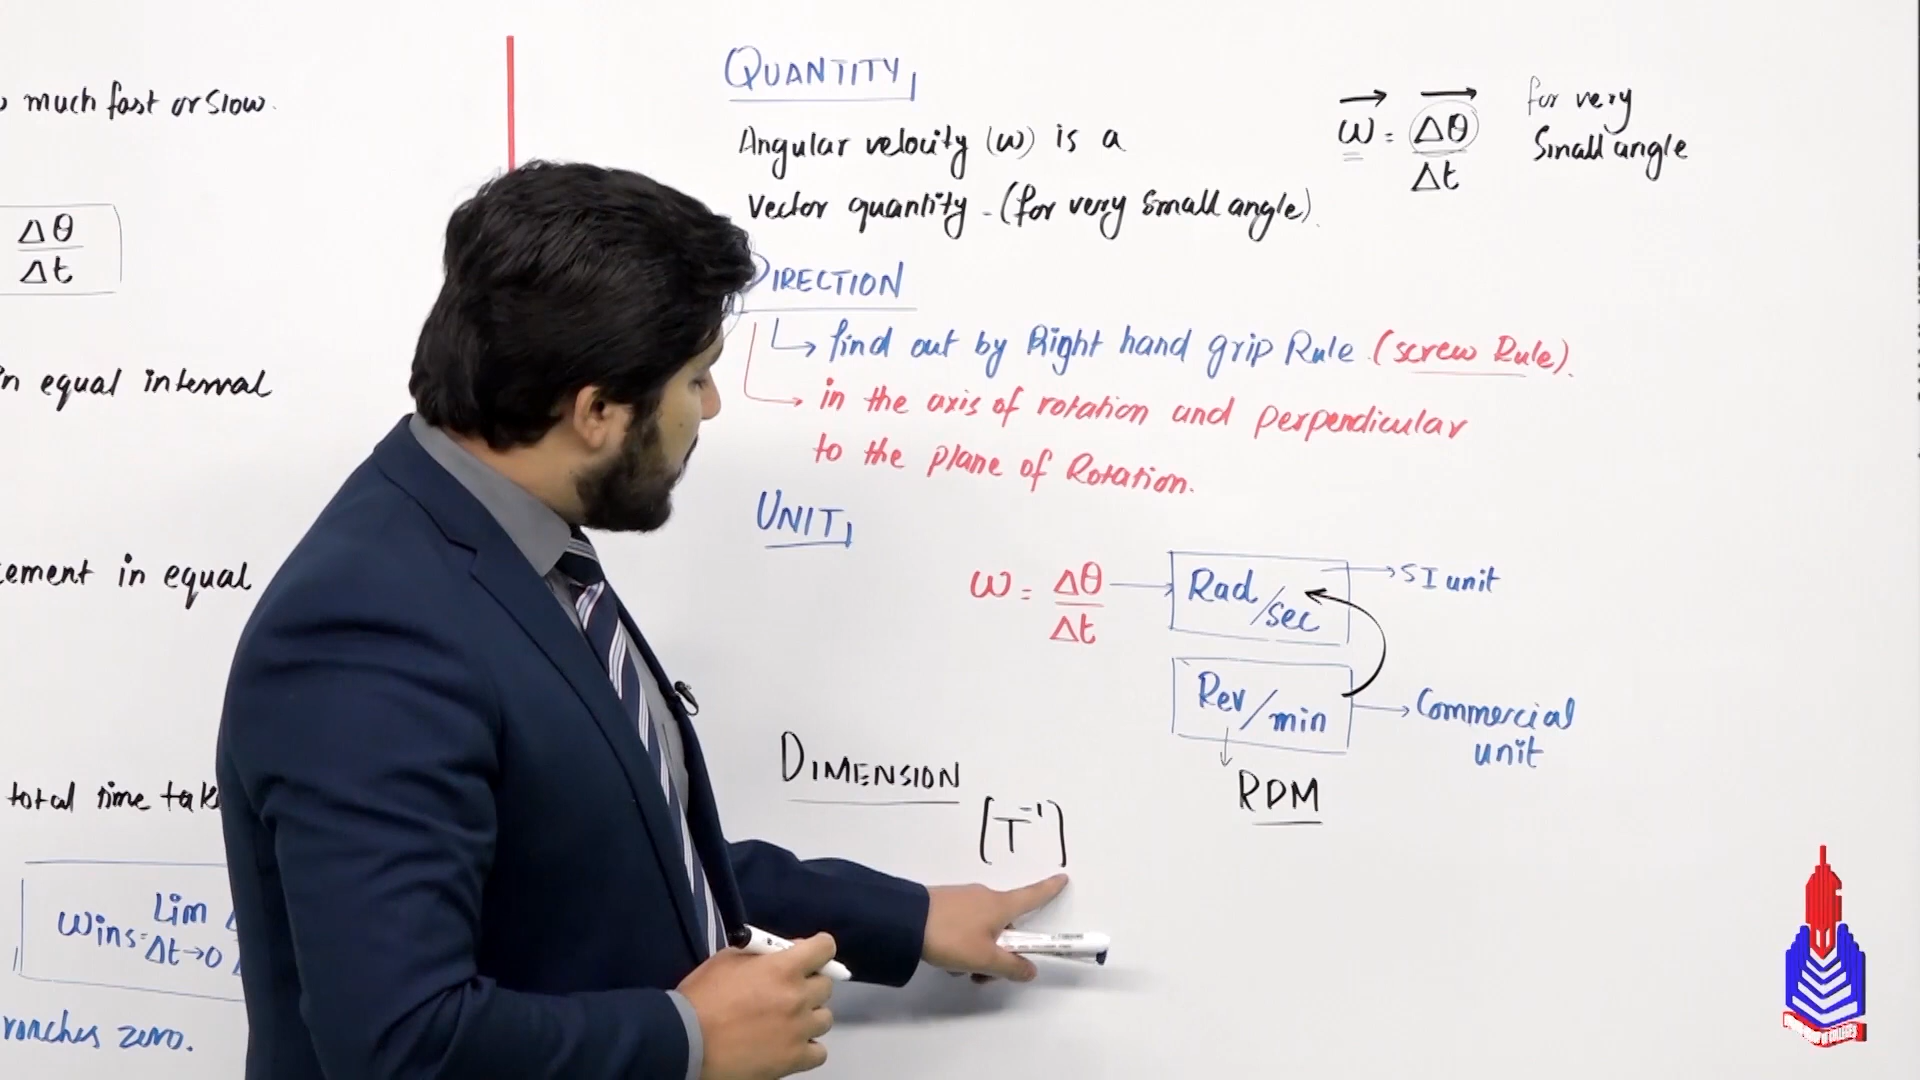 much fast or slow.
Δθ
Δt
in equal interval
cement in equal
total time tak
Wins = Lim
Δt→0
zero.
QUANTITY
Angular velocity (ω) is a
vector quantity - (for very small angle).
ω = Δθ
Δt
for very
Small angle
DIRECTION
find out by Right hand grip Rule (screw Rule).
in the axis of rotation and perpendicular
to the plane of Rotation.
UNIT
ω = Δθ
Δt
Rad/sec
SI unit
Rev/min
Commercial
unit
RPM
DIMENSION
[T⁻¹]